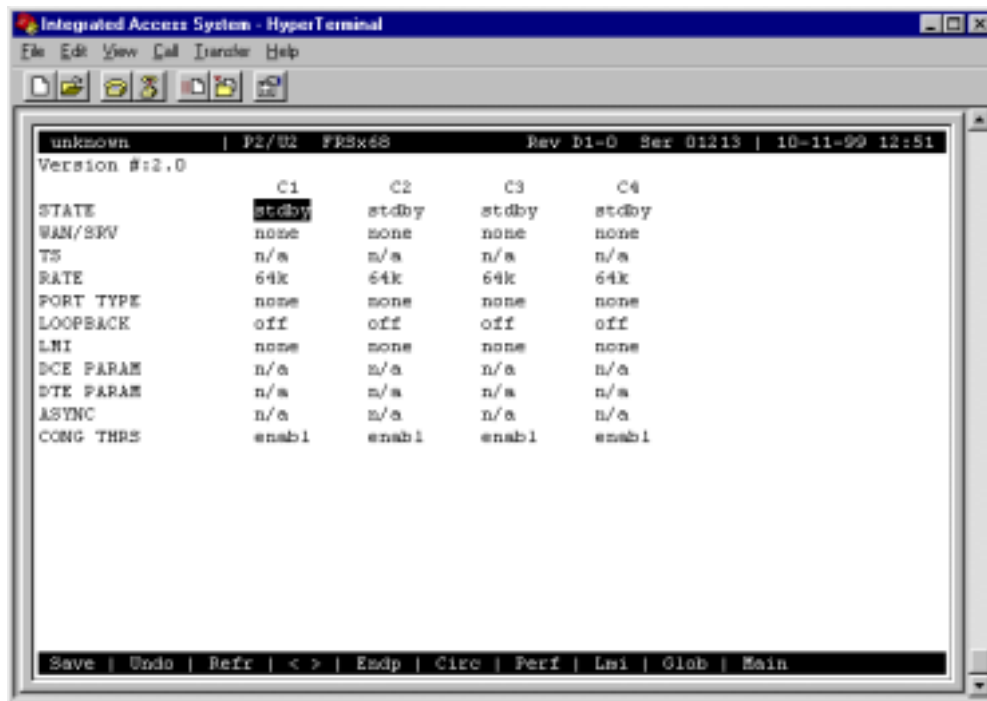 Integrated Access System - HyperTerminal
File Edit View Call Transfer Help
unknown | P2/U2 FRSx68 Rev D1-0 Ser 01213 | 10-11-99 12:51
Version #:2.0
C1 C2 C3 C4
STATE stdby stdby stdby stdby
WAN/SRV none none none none
TS n/a n/a n/a n/a
RATE 64k 64k 64k 64k
PORT TYPE none none none none
LOOPBACK off off off off
LMI none none none none
DCE PARAM n/a n/a n/a n/a
DTE PARAM n/a n/a n/a n/a
ASYNC n/a n/a n/a n/a
CONG THRS enabl enabl enabl enabl
Save | Undo | Refr | < > | Endp | Circ | Perf | Lmi | Glob | Main